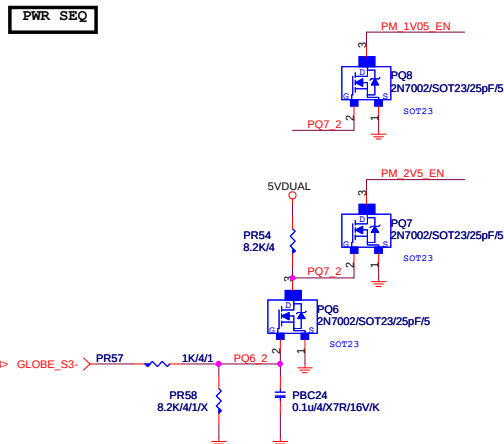 PWR SEQ
PM_1V05_EN
3
D
G
S
PQ8
2N7002/SOT23/25pF/5
SOT23
2
1
PQ7_2
PM_2V5_EN
3
D
G
S
PQ7
2N7002/SOT23/25pF/5
SOT23
2
1
5VDUAL
PR54
8.2K/4
PQ7_2
3
D
G
S
PQ6
2N7002/SOT23/25pF/5
SOT23
2
1
GLOBE_S3-
PR57
1K/4/1
PQ6_2
PR58
8.2K/4/1/X
PBC24
0.1u/4/X7R/16V/K